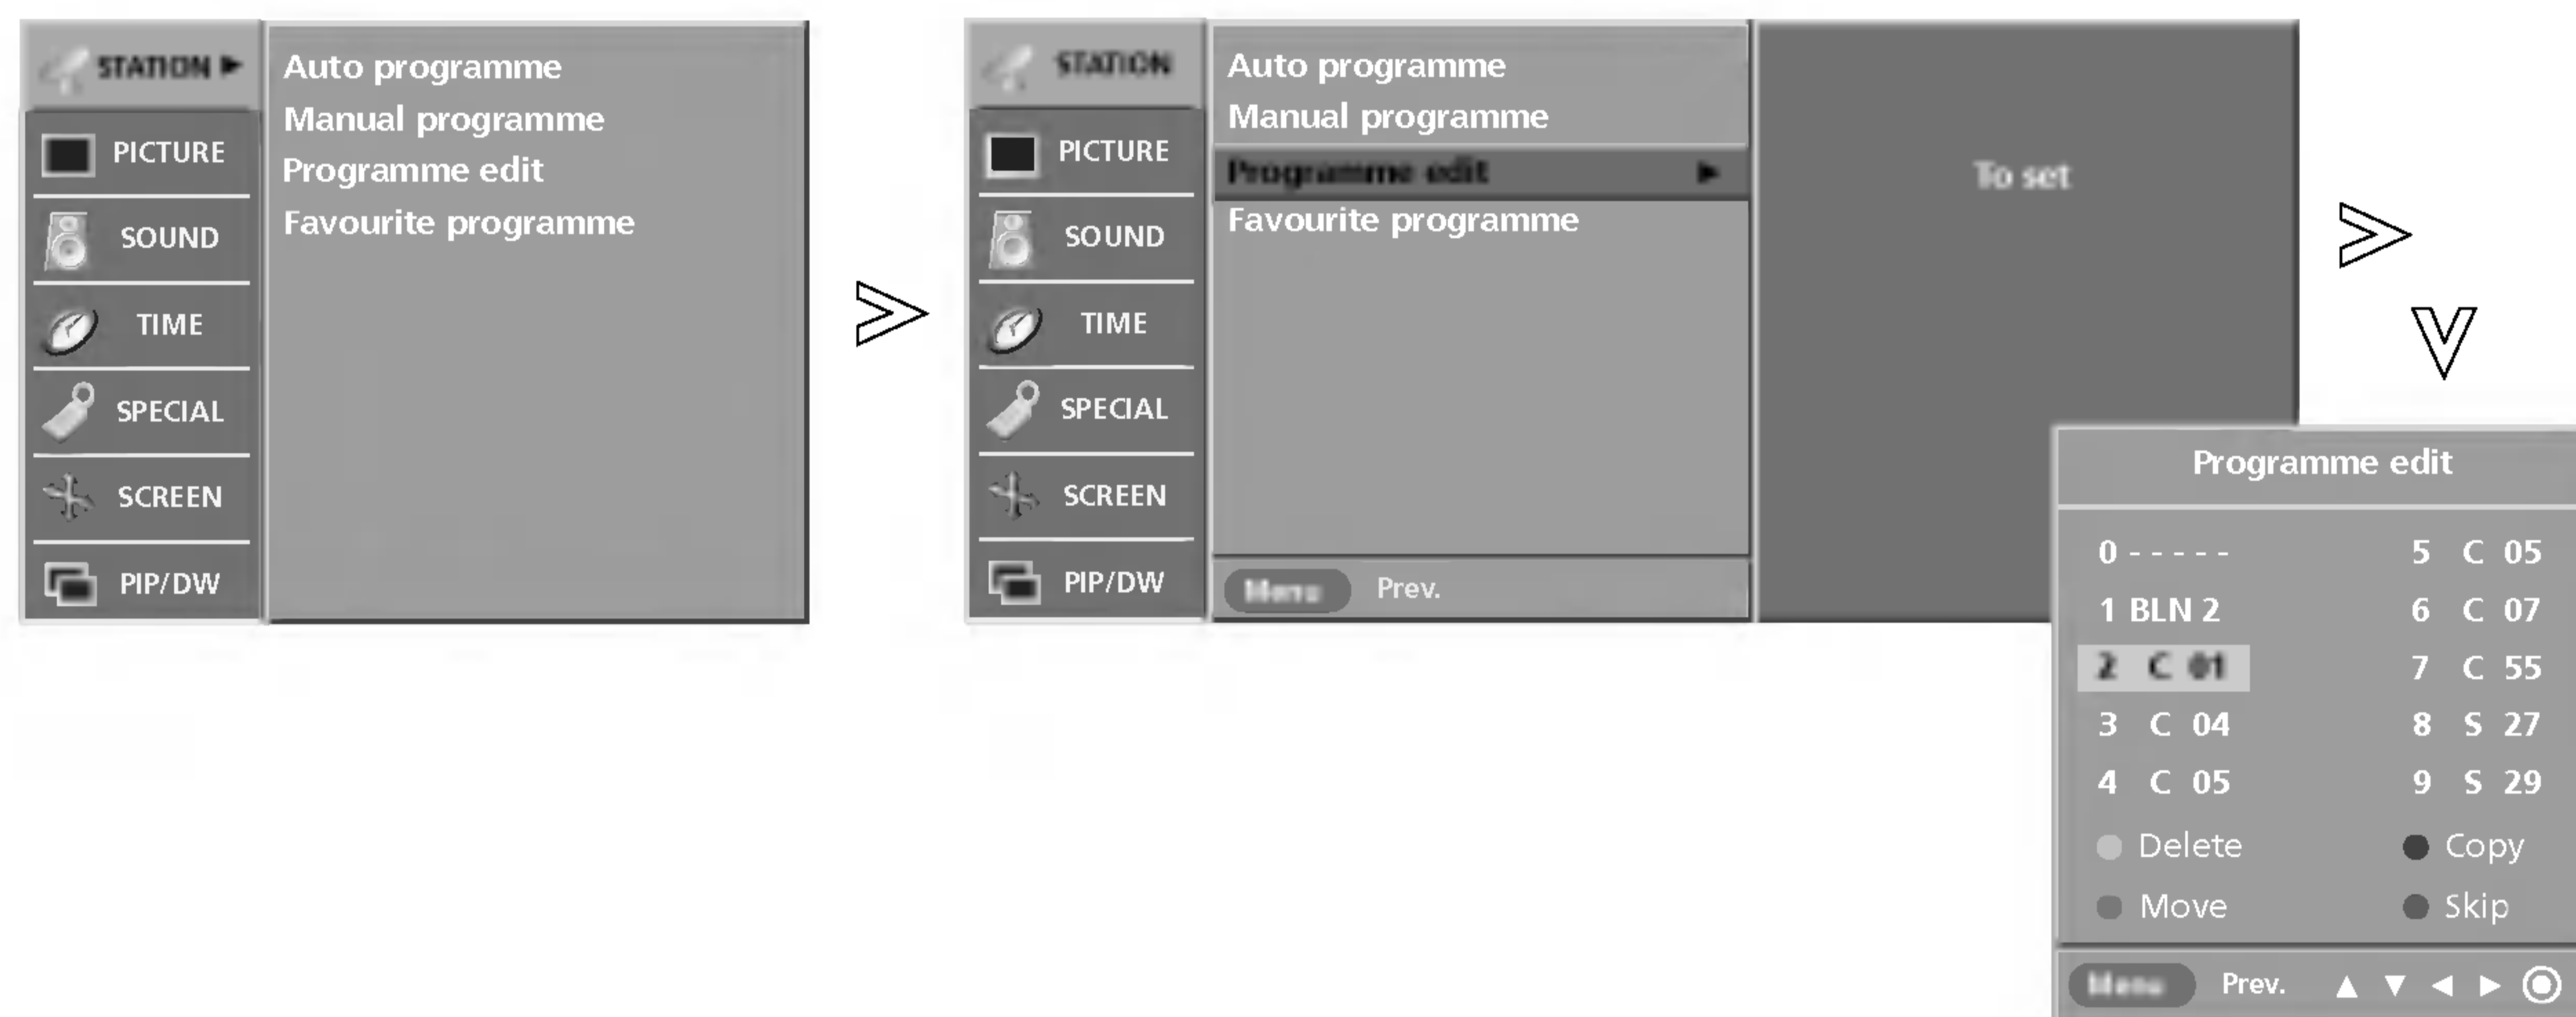 STATION ►
PICTURE
SOUND
TIME
SPECIAL
SCREEN
PIP/DW
Auto programme
Manual programme
Programme edit
Favourite programme
STATION
PICTURE
SOUND
TIME
SPECIAL
SCREEN
PIP/DW
Auto programme
Manual programme
Programme edit ►
Favourite programme
Menu Prev.
To set
Programme edit
0 - - - - - 5 C 05
1 BLN 2 6 C 07
2 C 01 7 C 55
3 C 04 8 S 27
4 C 05 9 S 29
Delete Copy
Move Skip
Menu Prev. ▲ ▼ ◄ ►